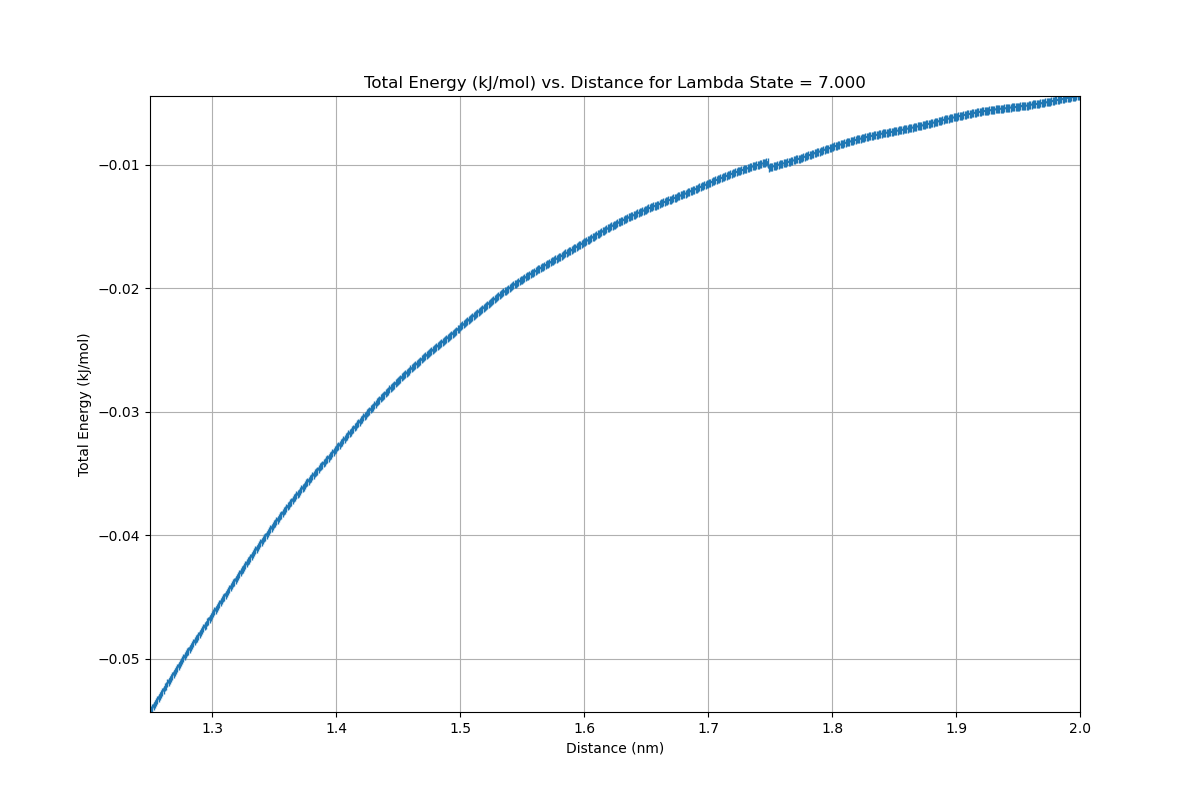 Total Energy (kJ/mol) vs. Distance for Lambda State = 7.000
Total Energy (kJ/mol)
−0.01
−0.02
−0.03
−0.04
−0.05
1.3 1.4 1.5 1.6 1.7 1.8 1.9 2.0
Distance (nm)